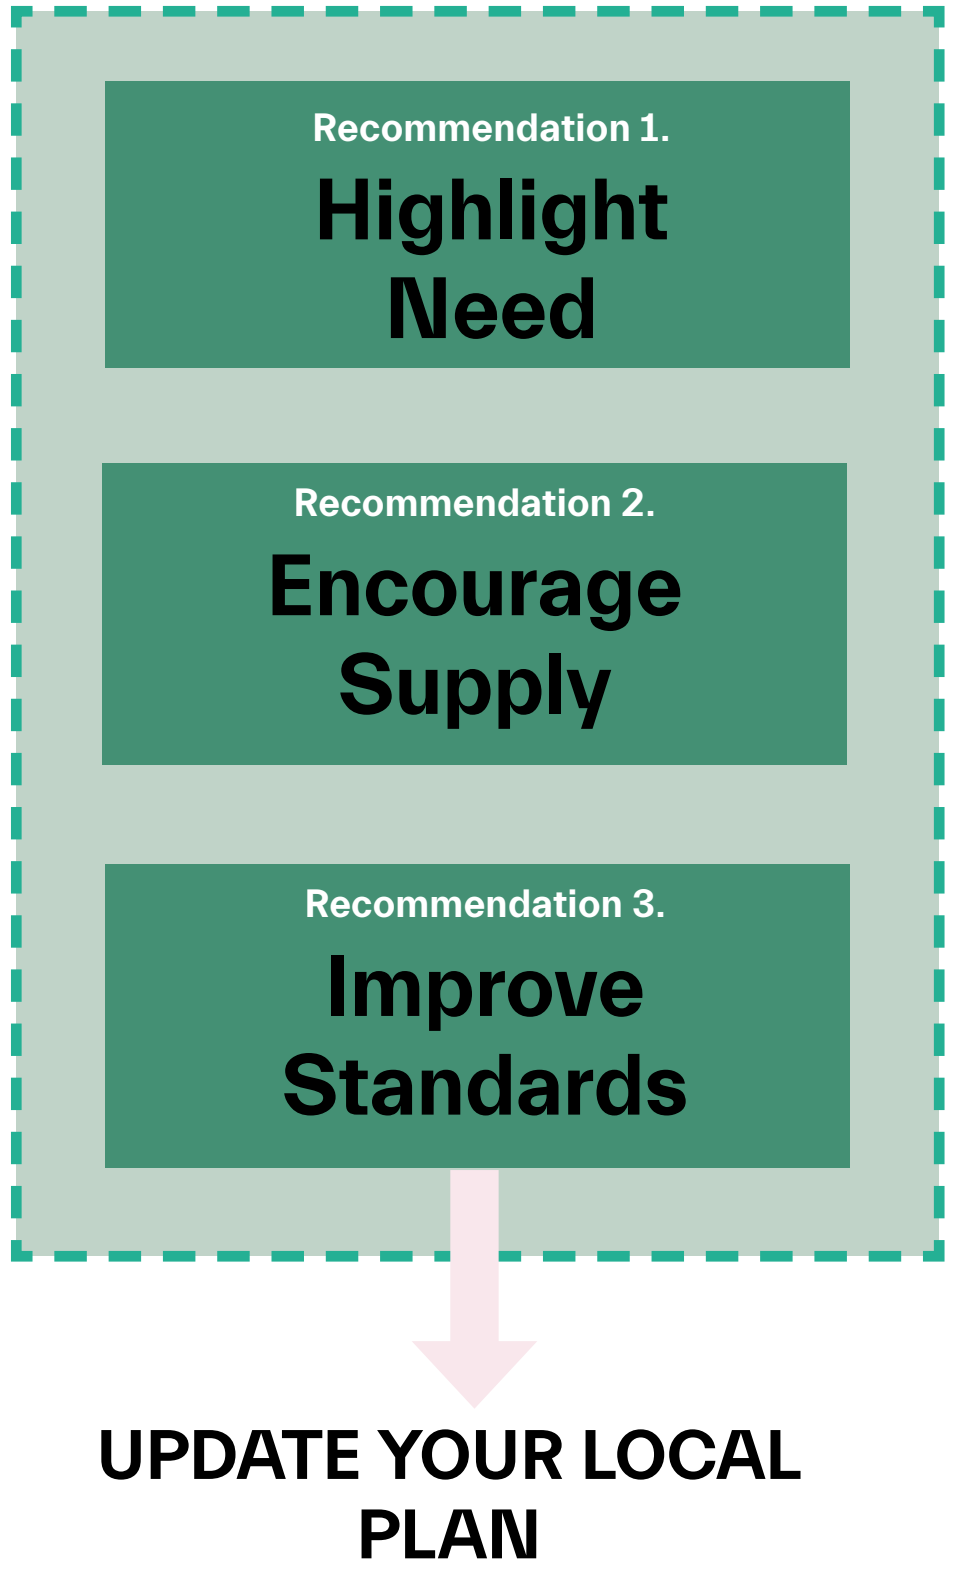 Recommendation 1.
Highlight
Need
Recommendation 2.
Encourage
Supply
Recommendation 3.
Improve
Standards
UPDATE YOUR LOCAL
PLAN